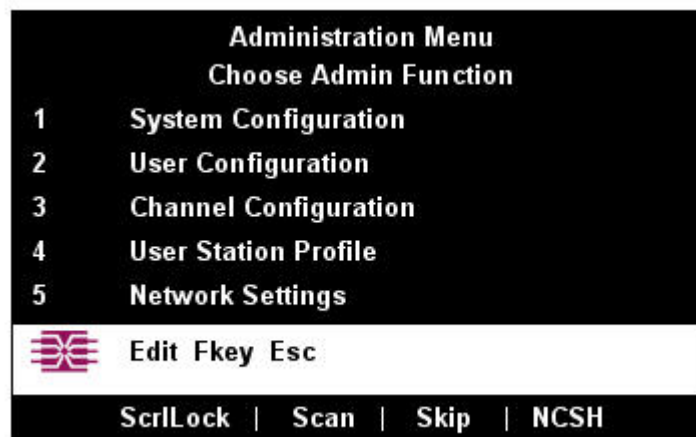 Administration Menu
Choose Admin Function
1 System Configuration
2 User Configuration
3 Channel Configuration
4 User Station Profile
5 Network Settings
Edit Fkey Esc
ScrlLock | Scan | Skip | NCSH